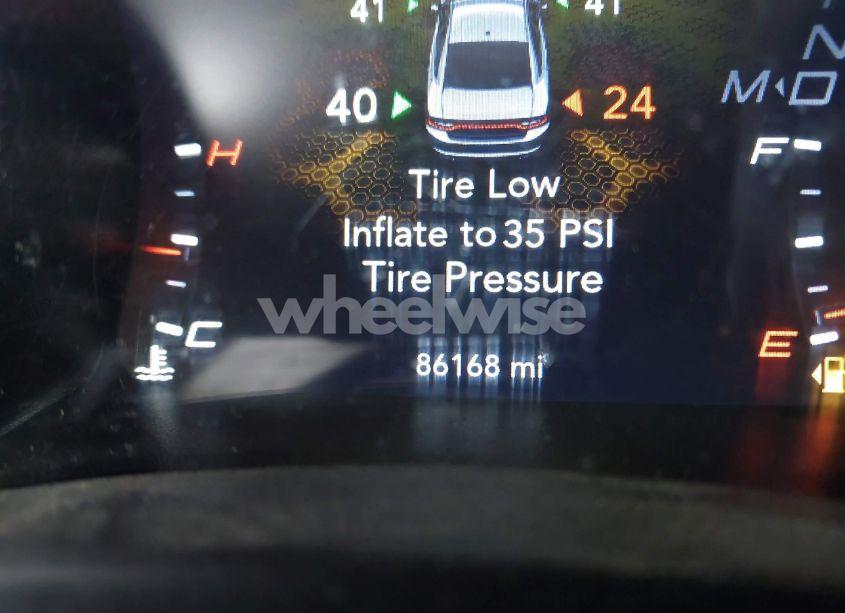 41 41
N
40 24
M D
H F
Tire Low
Inflate to 35 PSI
Tire Pressure
wheelwise
C E
86168 mi